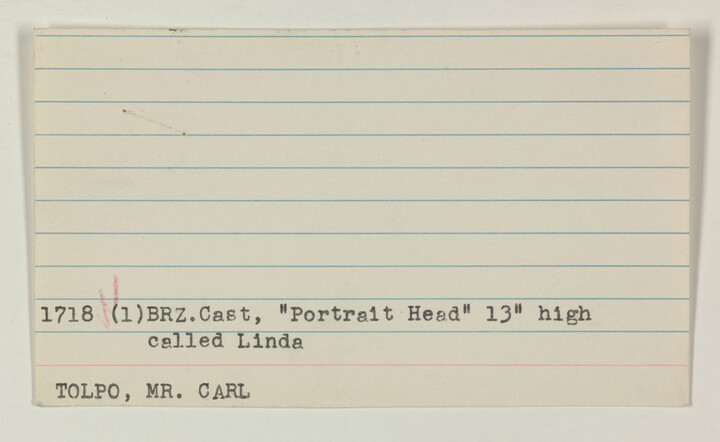 1718 (1)BRZ.Cast, "Portrait Head" 13" high
called Linda
TOLPO, MR. CARL